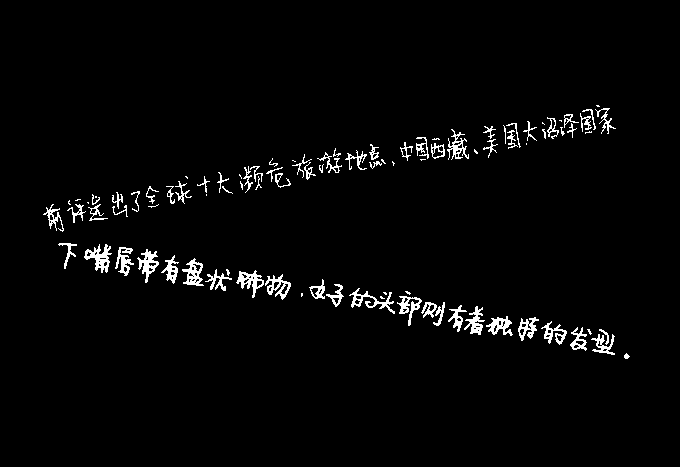 前评选出了全球十大濒危旅游地点,中国西藏、美国大沼泽国家
下嘴唇带有盘状饰物,女子的头部则有着独特的发型.